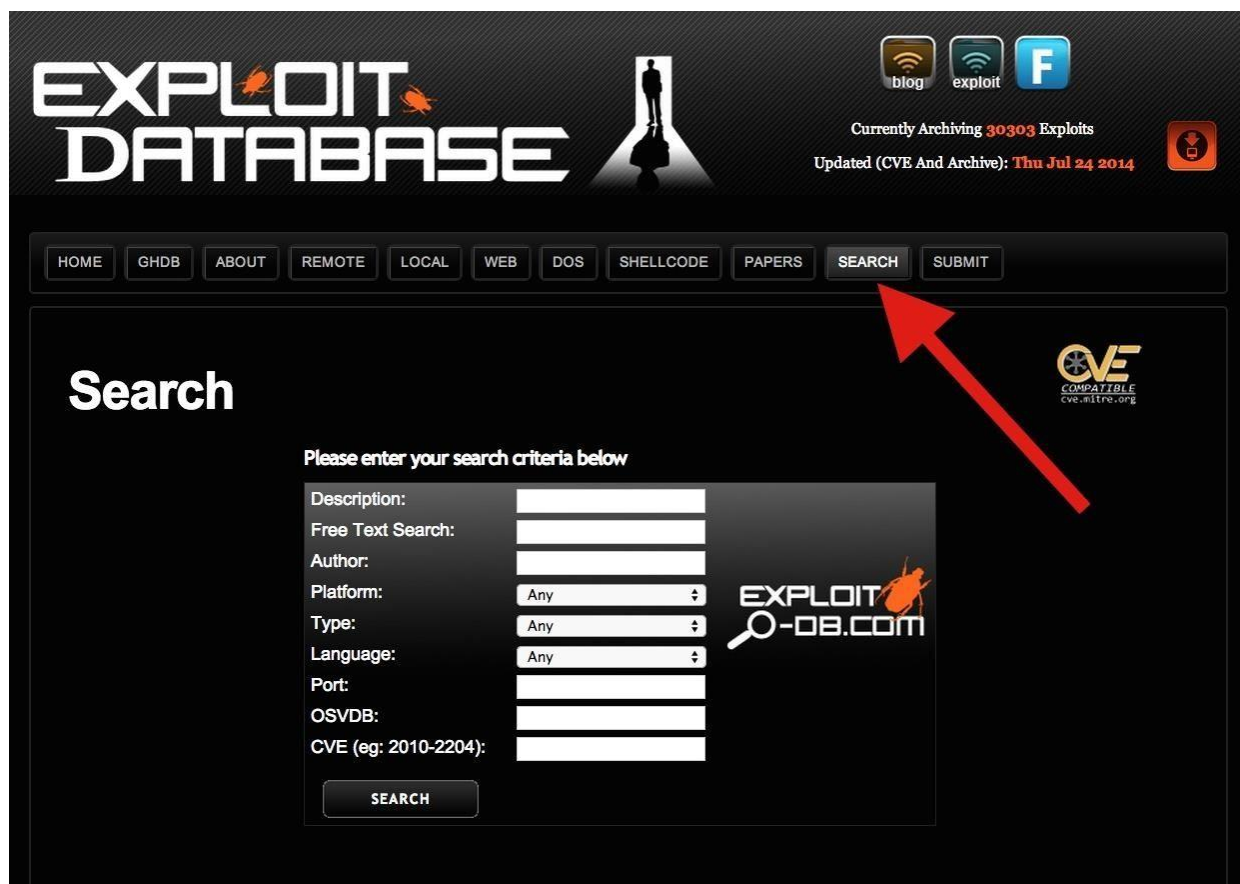 EXPLOIT
DATABASE
blog
exploit
F
Currently Archiving 30303 Exploits
Updated (CVE And Archive): Thu Jul 24 2014
HOME GHDB ABOUT REMOTE LOCAL WEB DOS SHELLCODE PAPERS SEARCH SUBMIT
Search
CVE
COMPATIBLE
cve.mitre.org
Please enter your search criteria below
Description:
Free Text Search:
Author:
Platform: Any
Type: Any
Language: Any
Port:
OSVDB:
CVE (eg: 2010-2204):
EXPLOIT
-DB.COM
SEARCH